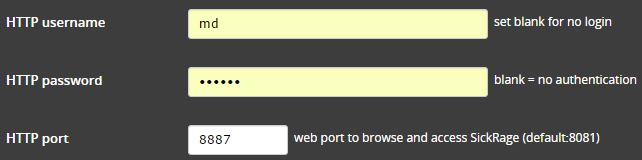 HTTP username md set blank for no login
HTTP password •••••• blank = no authentication
HTTP port 8887 web port to browse and access SickRage (default:8081)